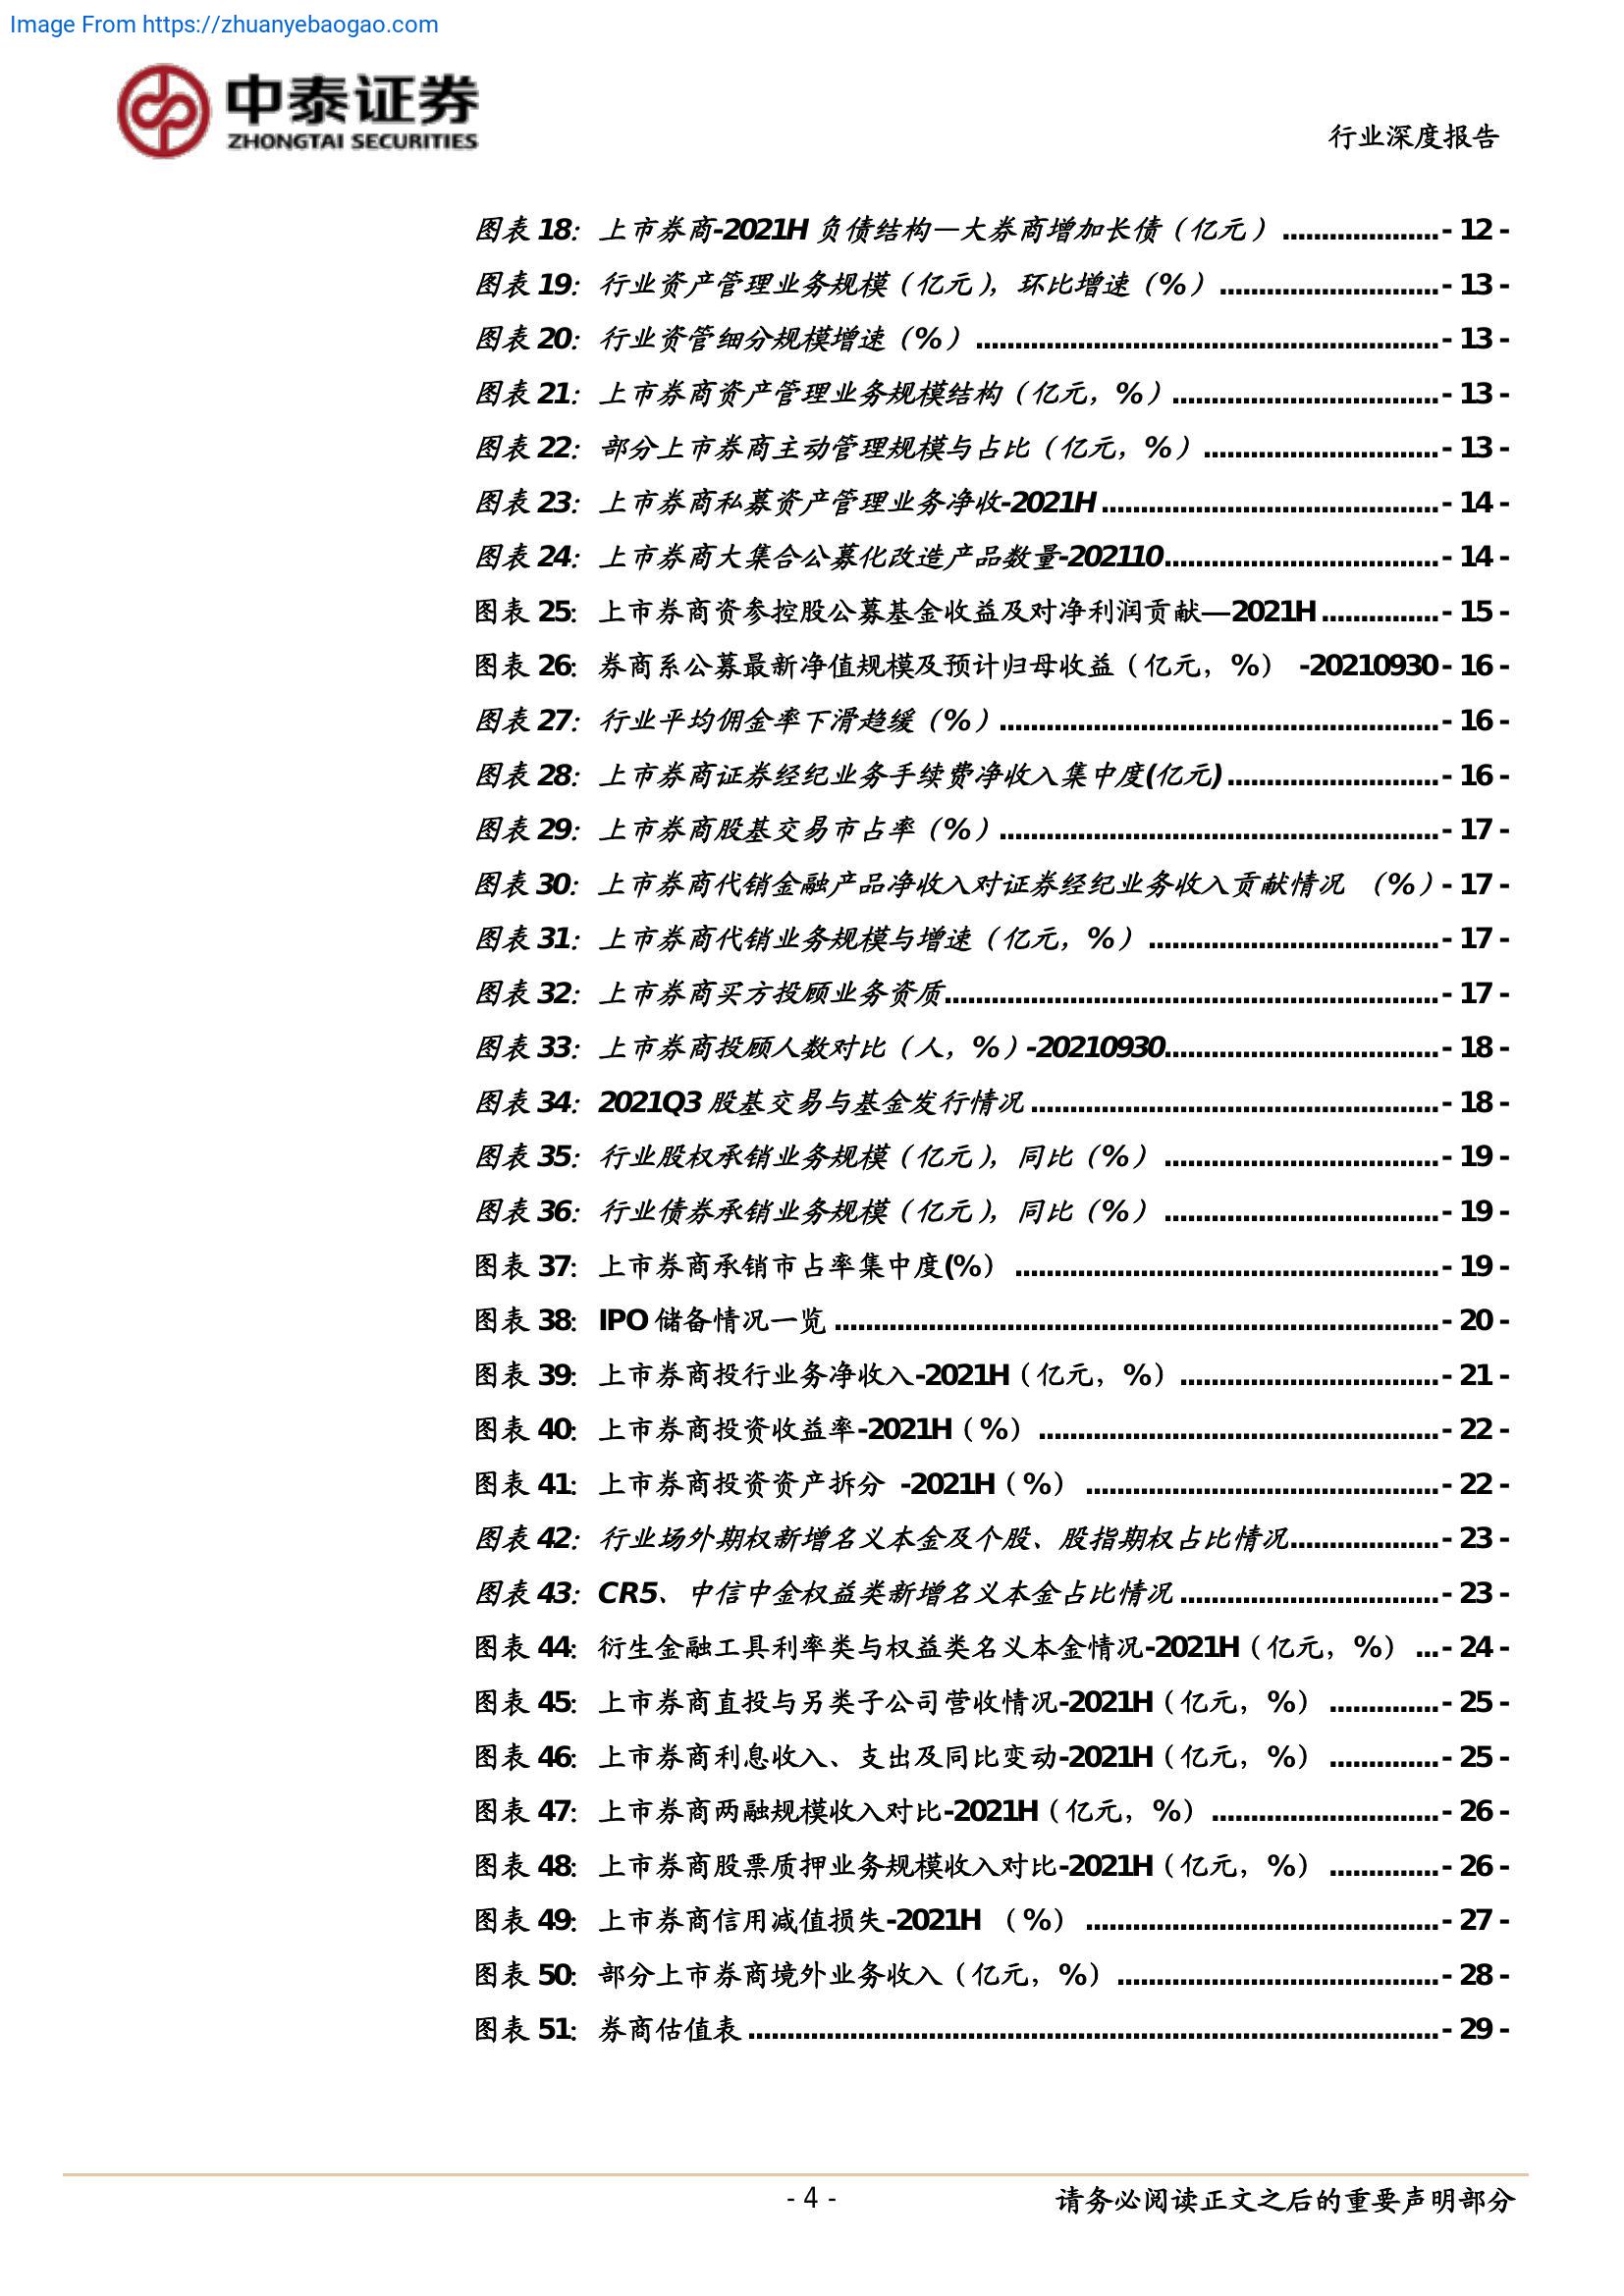 Image From https://zhuanyebaogao.com
中泰证券
ZHONGTAI SECURITIES
行业深度报告
图表 18：上市券商-2021H 负债结构—大券商增加长债（亿元）....................- 12 -
图表 19：行业资产管理业务规模（亿元），环比增速（%）............................- 13 -
图表 20：行业资管细分规模增速（%）...........................................................- 13 -
图表 21：上市券商资产管理业务规模结构（亿元，%）..................................- 13 -
图表 22：部分上市券商主动管理规模与占比（亿元，%）..............................- 13 -
图表 23：上市券商私募资产管理业务净收-2021H...........................................- 14 -
图表 24：上市券商大集合公募化改造产品数量-202110...................................- 14 -
图表 25：上市券商资参控股公募基金收益及对净利润贡献—2021H...............- 15 -
图表 26：券商系公募最新净值规模及预计归母收益（亿元，%） -20210930- 16 -
图表 27：行业平均佣金率下滑趋缓（%）........................................................- 16 -
图表 28：上市券商证券经纪业务手续费净收入集中度(亿元)...........................- 16 -
图表 29：上市券商股基交易市占率（%）........................................................- 17 -
图表 30：上市券商代销金融产品净收入对证券经纪业务收入贡献情况 （%）- 17 -
图表 31：上市券商代销业务规模与增速（亿元，%）.....................................- 17 -
图表 32：上市券商买方投顾业务资质...............................................................- 17 -
图表 33：上市券商投顾人数对比（人，%）-20210930...................................- 18 -
图表 34：2021Q3 股基交易与基金发行情况....................................................- 18 -
图表 35：行业股权承销业务规模（亿元），同比（%）...................................- 19 -
图表 36：行业债券承销业务规模（亿元），同比（%）...................................- 19 -
图表 37：上市券商承销市占率集中度(%）......................................................- 19 -
图表 38：IPO 储备情况一览.............................................................................- 20 -
图表 39：上市券商投行业务净收入-2021H（亿元，%）.................................- 21 -
图表 40：上市券商投资收益率-2021H（%）...................................................- 22 -
图表 41：上市券商投资资产拆分 -2021H（%）.............................................- 22 -
图表 42：行业场外期权新增名义本金及个股、股指期权占比情况...................- 23 -
图表 43：CR5、中信中金权益类新增名义本金占比情况.................................- 23 -
图表 44：衍生金融工具利率类与权益类名义本金情况-2021H（亿元，%）...- 24 -
图表 45：上市券商直投与另类子公司营收情况-2021H（亿元，%）..............- 25 -
图表 46：上市券商利息收入、支出及同比变动-2021H（亿元，%）..............- 25 -
图表 47：上市券商两融规模收入对比-2021H（亿元，%）.............................- 26 -
图表 48：上市券商股票质押业务规模收入对比-2021H（亿元，%）..............- 26 -
图表 49：上市券商信用减值损失-2021H （%）.............................................- 27 -
图表 50：部分上市券商境外业务收入（亿元，%）.........................................- 28 -
图表 51：券商估值表........................................................................................- 29 -
- 4 -
请务必阅读正文之后的重要声明部分